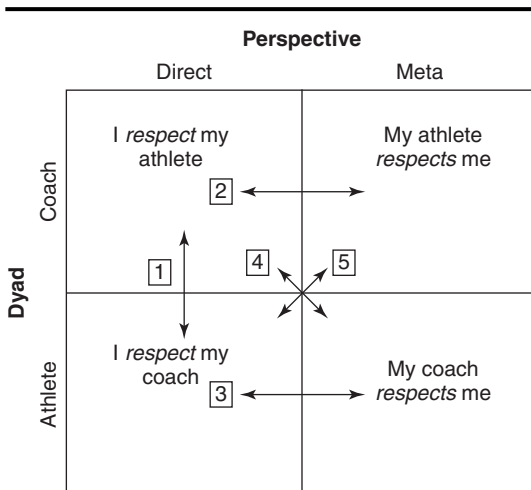 Perspective
Direct
Meta
Dyad
Coach
I respect my
athlete
My athlete
respects me
2
1
4
5
Athlete
I respect my
coach
3
My coach
respects me